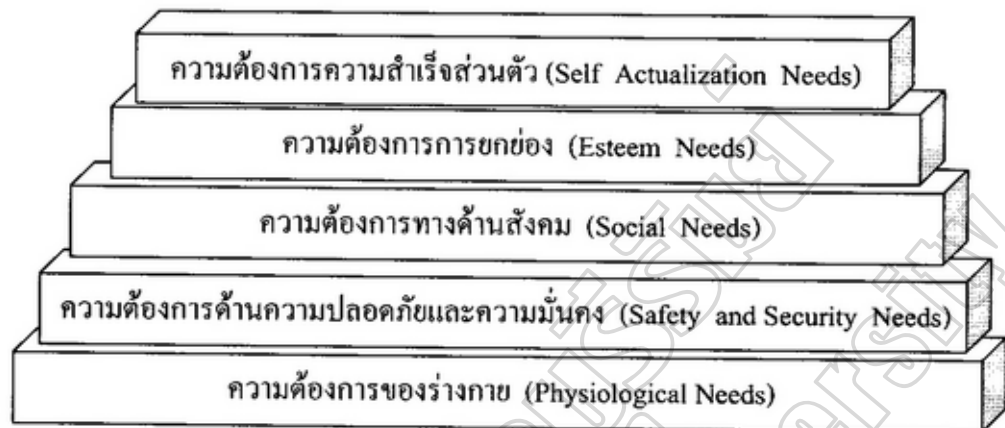 ความต้องการความสำเร็จส่วนตัว (Self Actualization Needs)
ความต้องการการยกย่อง (Esteem Needs)
ความต้องการทางด้านสังคม (Social Needs)
ความต้องการด้านความปลอดภัยและความมั่นคง (Safety and Security Needs)
ความต้องการของร่างกาย (Physiological Needs)